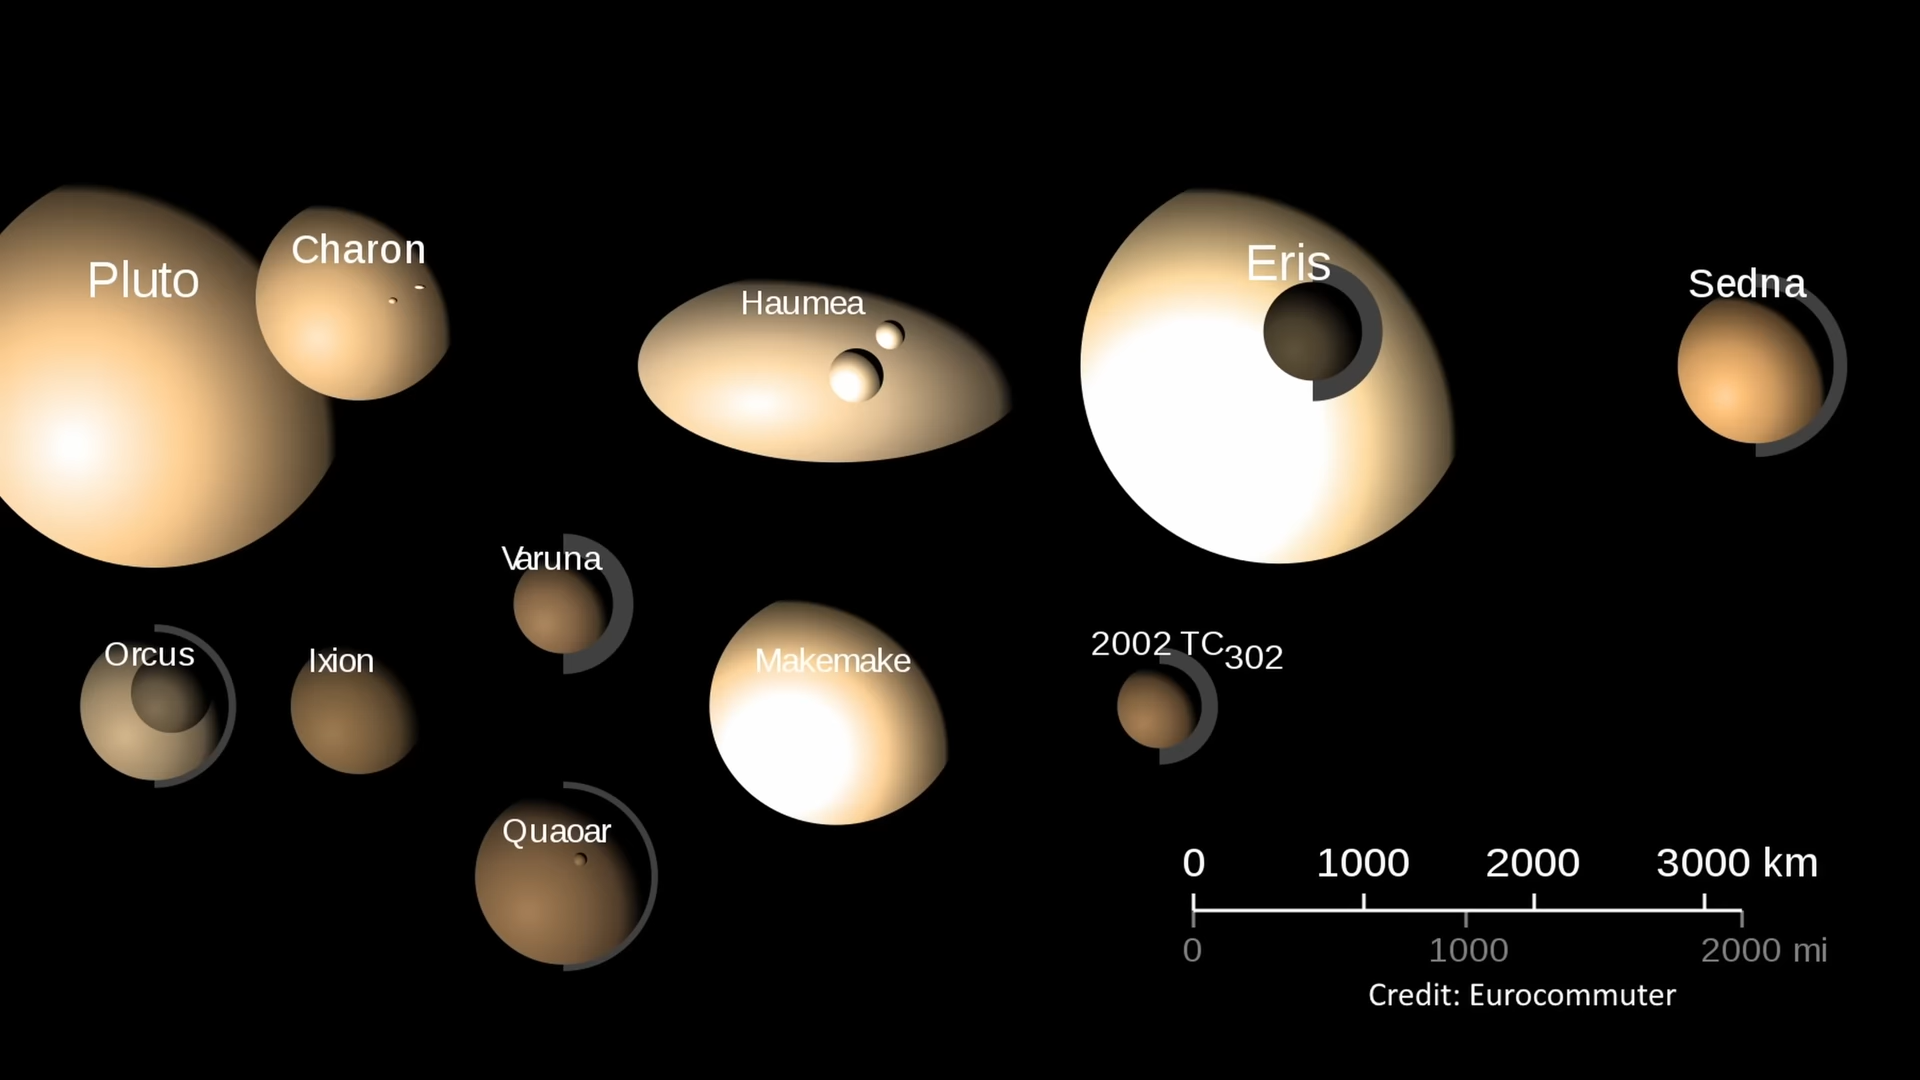 Pluto
Charon
Haumea
Eris
Sedna
Varuna
Orcus
Ixion
Makemake
2002 TC302
Quaoar
0 1000 2000 3000 km
0 1000 2000 mi
Credit: Eurocommuter